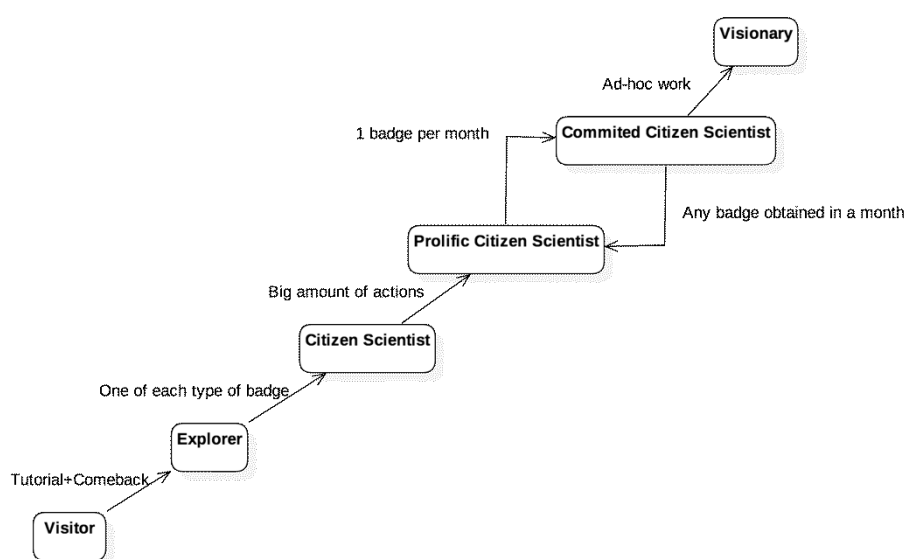 Visionary
Ad-hoc work
Commited Citizen Scientist
1 badge per month
Any badge obtained in a month
Prolific Citizen Scientist
Big amount of actions
Citizen Scientist
One of each type of badge
Explorer
Tutorial+Comeback
Visitor